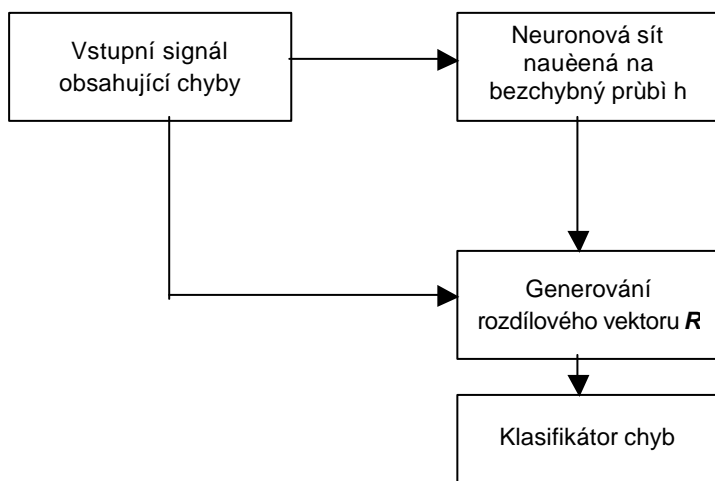 Vstupní signál
obsahující chyby
Neuronová sít
nauèená na
bezchybný prùbì h
Generování
rozdílového vektoru R
Klasifikátor chyb